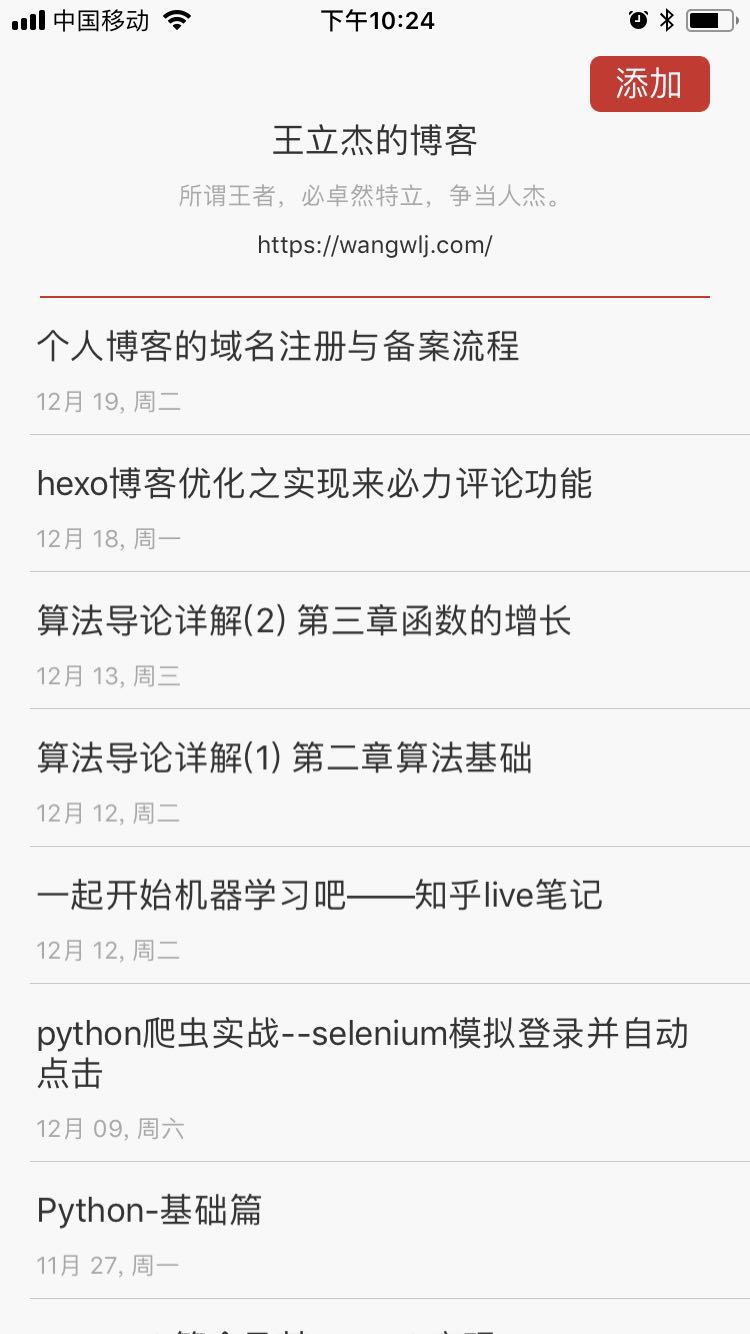 中国移动 下午10:24
添加
王立杰的博客
所谓王者，必卓然特立，争当人杰。
https://wangwlj.com/
个人博客的域名注册与备案流程
12月 19, 周二
hexo博客优化之实现来必力评论功能
12月 18, 周一
算法导论详解(2) 第三章函数的增长
12月 13, 周三
算法导论详解(1) 第二章算法基础
12月 12, 周二
一起开始机器学习吧——知乎live笔记
12月 12, 周二
python爬虫实战--selenium模拟登录并自动
点击
12月 09, 周六
Python-基础篇
11月 27, 周一